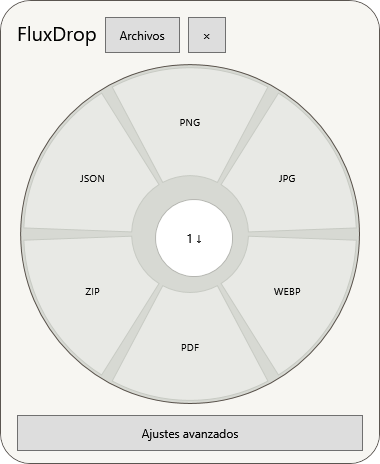 FluxDrop
Archivos
×
PNG
JSON
JPG
1 ↓
ZIP
WEBP
PDF
Ajustes avanzados